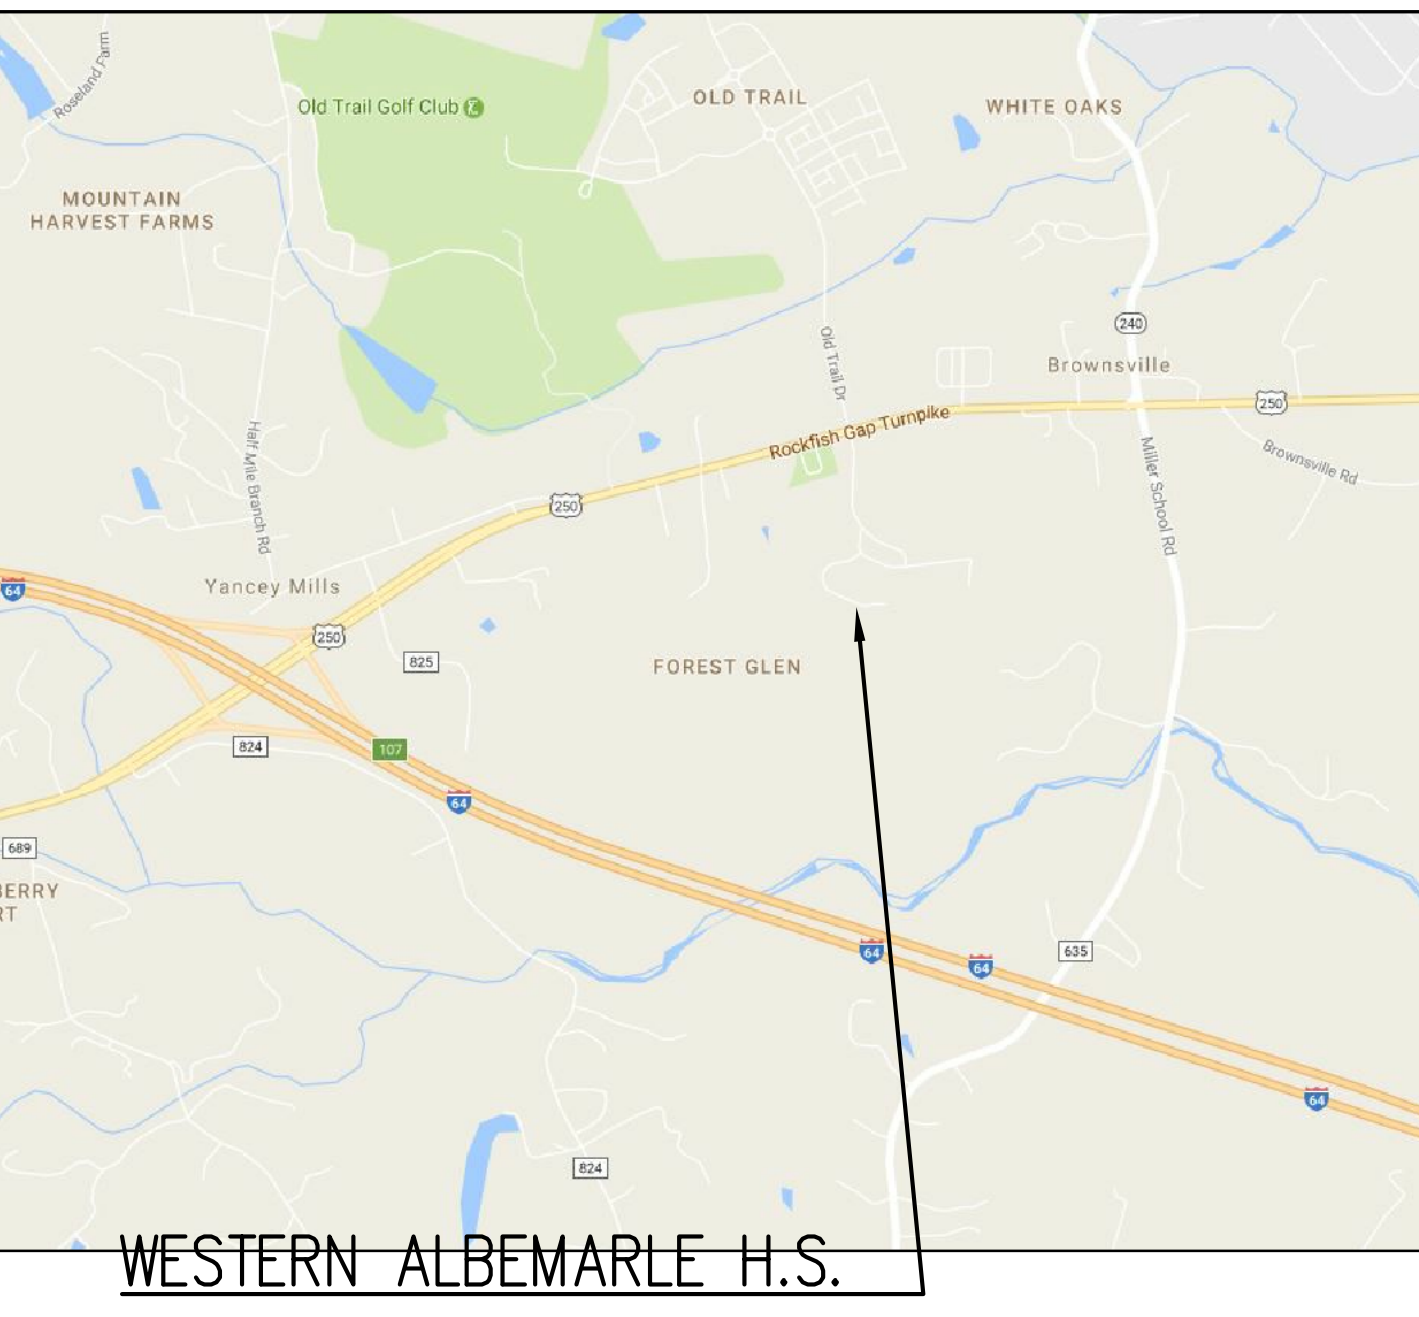 Roseland Farm
Old Trail Golf Club
OLD TRAIL
WHITE OAKS
MOUNTAIN
HARVEST FARMS
240
Old Trail Dr
Brownsville
250
Rockfish Gap Turnpike
Half Mile Branch Rd
Miller School Rd
Brownsville Rd
250
64
Yancey Mills
250
825
FOREST GLEN
824
107
64
689
BERRY
RT
64
64
635
64
824
WESTERN ALBEMARLE H.S.